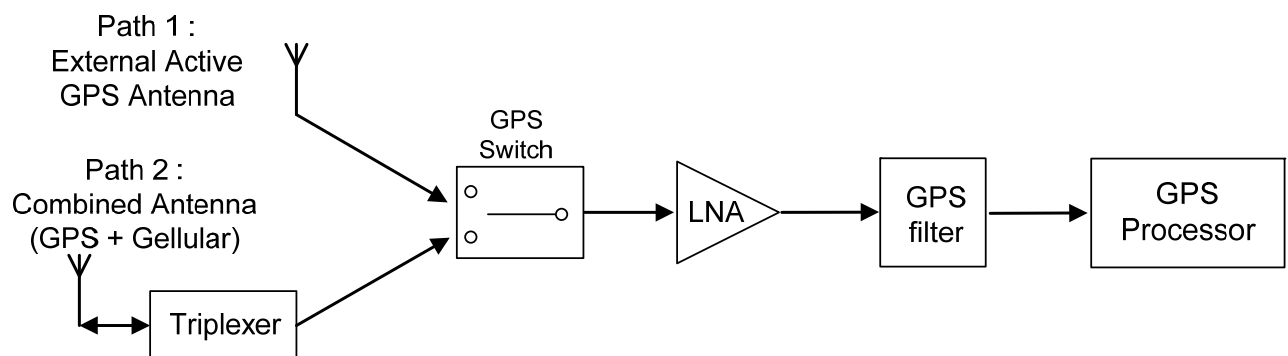 Path 1 :
External Active
GPS Antenna
GPS
Switch
Path 2 :
Combined Antenna
(GPS + Gellular)
Triplexer
LNA
GPS
filter
GPS
Processor